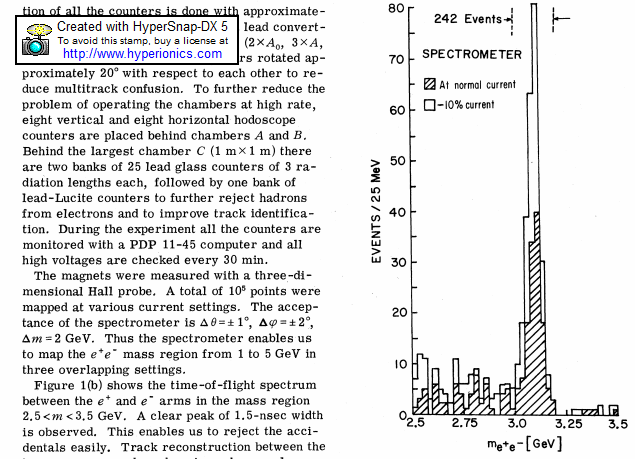 tion of all the counters is done with approximate-
lead convert-
(2×A₀, 3×A,
rs rotated ap-
Created with HyperSnap-DX 5
To avoid this stamp, buy a license at
http://www.hyperionics.com
proximately 20° with respect to each other to re-
duce multitrack confusion. To further reduce the
problem of operating the chambers at high rate,
eight vertical and eight horizontal hodoscope
counters are placed behind chambers A and B.
Behind the largest chamber C (1 m×1 m) there
are two banks of 25 lead glass counters of 3 ra-
diation lengths each, followed by one bank of
lead-Lucite counters to further reject hadrons
from electrons and to improve track identifica-
tion. During the experiment all the counters are
monitored with a PDP 11-45 computer and all
high voltages are checked every 30 min.
The magnets were measured with a three-di-
mensional Hall probe. A total of 10⁵ points were
mapped at various current settings. The accep-
tance of the spectrometer is Δθ=±1°, Δφ=±2°,
Δm=2 GeV. Thus the spectrometer enables us
to map the e⁺e⁻ mass region from 1 to 5 GeV in
three overlapping settings.
Figure 1(b) shows the time-of-flight spectrum
between the e⁺ and e⁻ arms in the mass region
2.5<m<3.5 GeV. A clear peak of 1.5-nsec width
is observed. This enables us to reject the acci-
dentals easily. Track reconstruction between the
80
242 Events
70
SPECTROMETER
At normal current
-10% current
60
50
EVENTS / 25 MeV
40
30
20
10
0
2.5
2.75
3.0
3.25
3.5
me+e- [GeV]